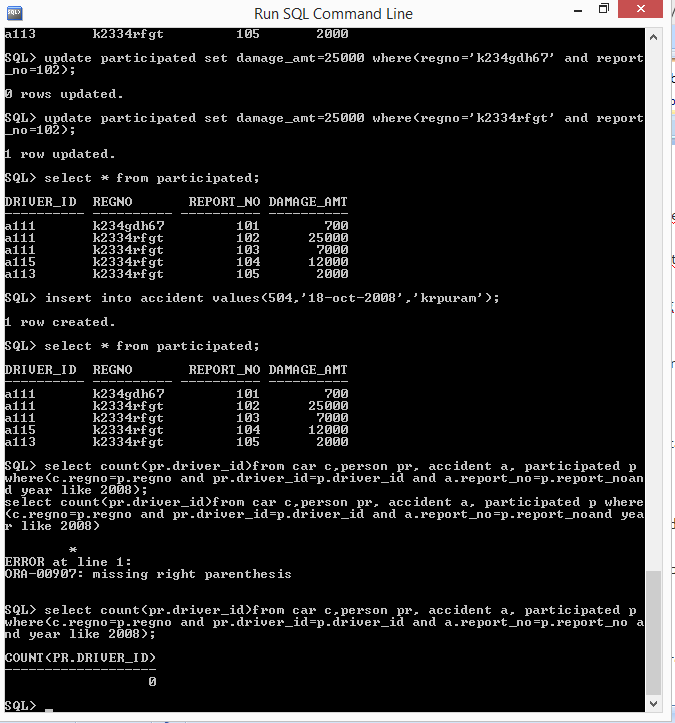 Run SQL Command Line
a113 k2334rfgt 105 2000
SQL> update participated set damage_amt=25000 where(regno='k234gdh67' and report
_no=102);
0 rows updated.
SQL> update participated set damage_amt=25000 where(regno='k2334rfgt' and report
_no=102);
1 row updated.
SQL> select * from participated;
DRIVER_ID REGNO REPORT_NO DAMAGE_AMT
---------- ---------- ---------- ----------
a111 k234gdh67 101 700
a111 k2334rfgt 102 25000
a111 k2334rfgt 103 7000
a115 k2334rfgt 104 12000
a113 k2334rfgt 105 2000
SQL> insert into accident values(504,'18-oct-2008','krpuram');
1 row created.
SQL> select * from participated;
DRIVER_ID REGNO REPORT_NO DAMAGE_AMT
---------- ---------- ---------- ----------
a111 k234gdh67 101 700
a111 k2334rfgt 102 25000
a111 k2334rfgt 103 7000
a115 k2334rfgt 104 12000
a113 k2334rfgt 105 2000
SQL> select count(pr.driver_id)from car c,person pr, accident a, participated p
where(c.regno=p.regno and pr.driver_id=p.driver_id and a.report_no=p.report_noan
d year like 2008);
select count(pr.driver_id)from car c,person pr, accident a, participated p where
(c.regno=p.regno and pr.driver_id=p.driver_id and a.report_no=p.report_noand yea
r like 2008)
*
ERROR at line 1:
ORA-00907: missing right parenthesis
SQL> select count(pr.driver_id)from car c,person pr, accident a, participated p
where(c.regno=p.regno and pr.driver_id=p.driver_id and a.report_no=p.report_no a
nd year like 2008);
COUNT(PR.DRIVER_ID)
-------------------
0
SQL> _